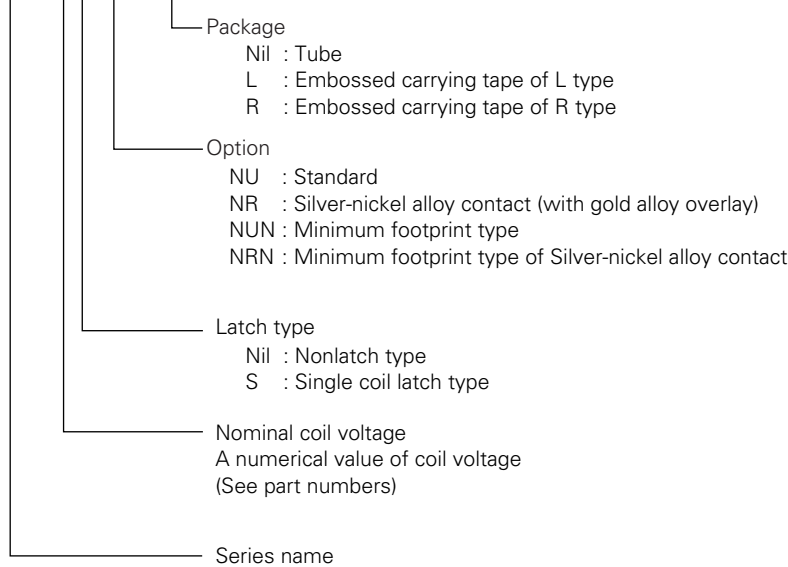 Package
Nil : Tube
L : Embossed carrying tape of L type
R : Embossed carrying tape of R type
Option
NU : Standard
NR : Silver-nickel alloy contact (with gold alloy overlay)
NUN : Minimum footprint type
NRN : Minimum footprint type of Silver-nickel alloy contact
Latch type
Nil : Nonlatch type
S : Single coil latch type
Nominal coil voltage
A numerical value of coil voltage
(See part numbers)
Series name